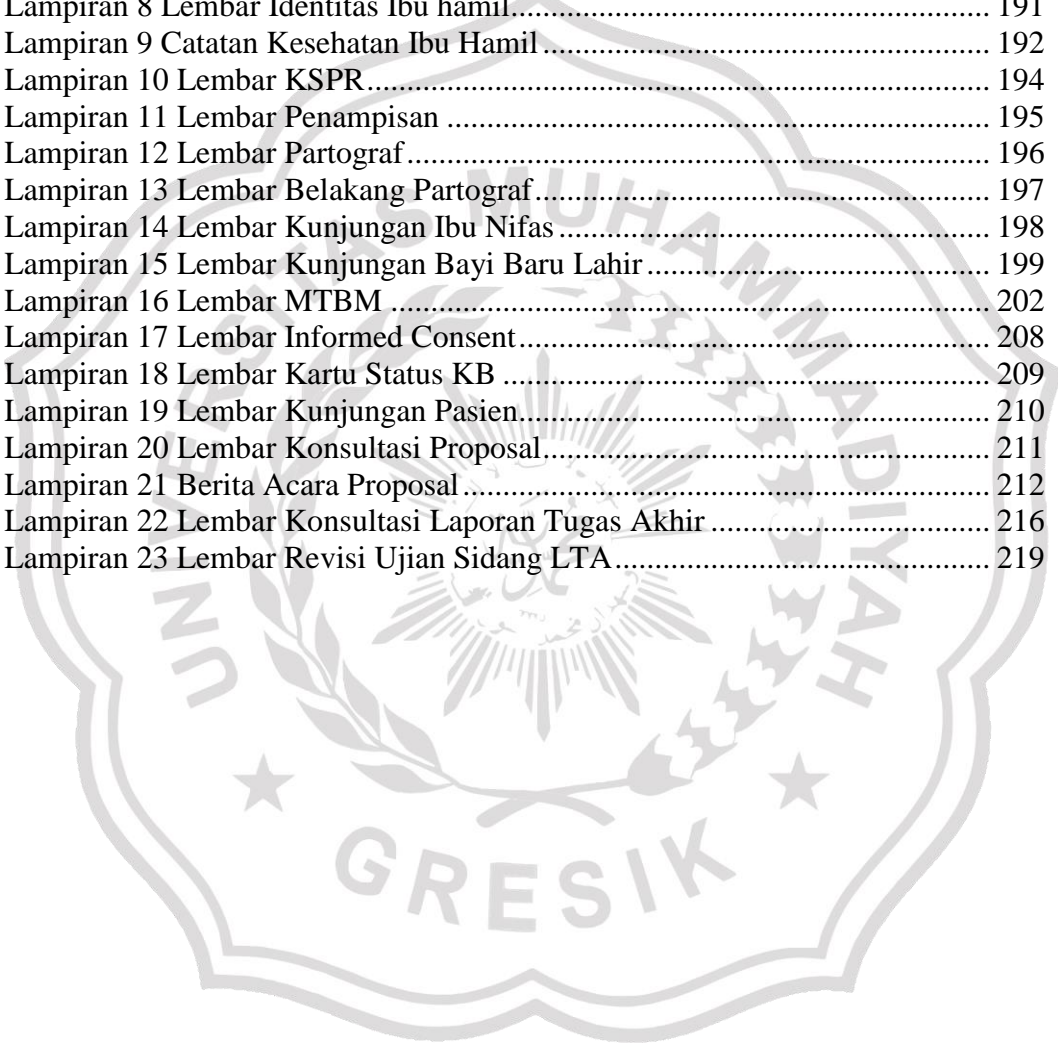 Lampiran 8 Lembar Identitas Ibu hamil.......................................................... 191
Lampiran 9 Catatan Kesehatan Ibu Hamil...................................................... 192
Lampiran 10 Lembar KSPR........................................................................... 194
Lampiran 11 Lembar Penampisan .................................................................. 195
Lampiran 12 Lembar Partograf....................................................................... 196
Lampiran 13 Lembar Belakang Partograf....................................................... 197
Lampiran 14 Lembar Kunjungan Ibu Nifas .................................................... 198
Lampiran 15 Lembar Kunjungan Bayi Baru Lahir ......................................... 199
Lampiran 16 Lembar MTBM ......................................................................... 202
Lampiran 17 Lembar Informed Consent......................................................... 208
Lampiran 18 Lembar Kartu Status KB ........................................................... 209
Lampiran 19 Lembar Kunjungan Pasien......................................................... 210
Lampiran 20 Lembar Konsultasi Proposal...................................................... 211
Lampiran 21 Berita Acara Proposal ................................................................ 212
Lampiran 22 Lembar Konsultasi Laporan Tugas Akhir ................................. 216
Lampiran 23 Lembar Revisi Ujian Sidang LTA............................................. 219
UNIVERSITAS MUHAMMADIYAH
GRESIK